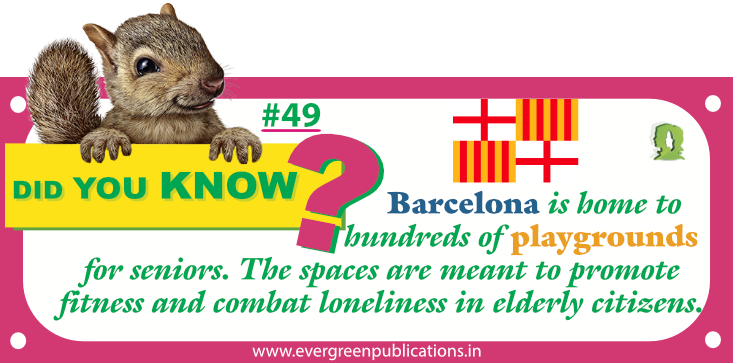 #49
DID YOU KNOW ?
Barcelona is home to
hundreds of playgrounds
for seniors. The spaces are meant to promote
fitness and combat loneliness in elderly citizens.
www.evergreenpublications.in